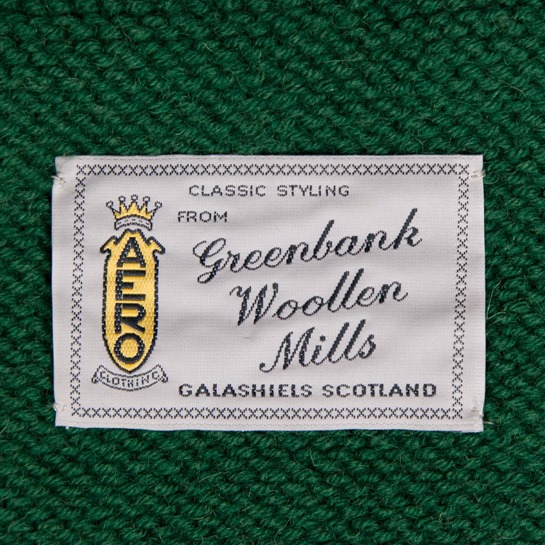 CLASSIC STYLING
FROM
Greenbank
Woollen
Mills
GALASHIELS SCOTLAND
AERO
CLOTHING